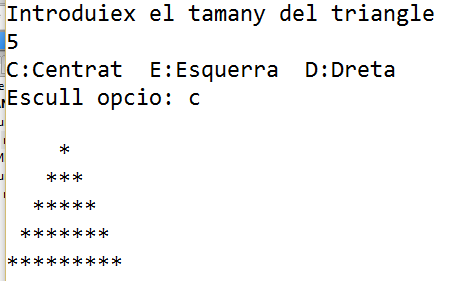 Introduiex el tamany del triangle
5
C:Centrat  E:Esquerra  D:Dreta
Escull opcio: c
    *
   ***
  *****
 *******
*********